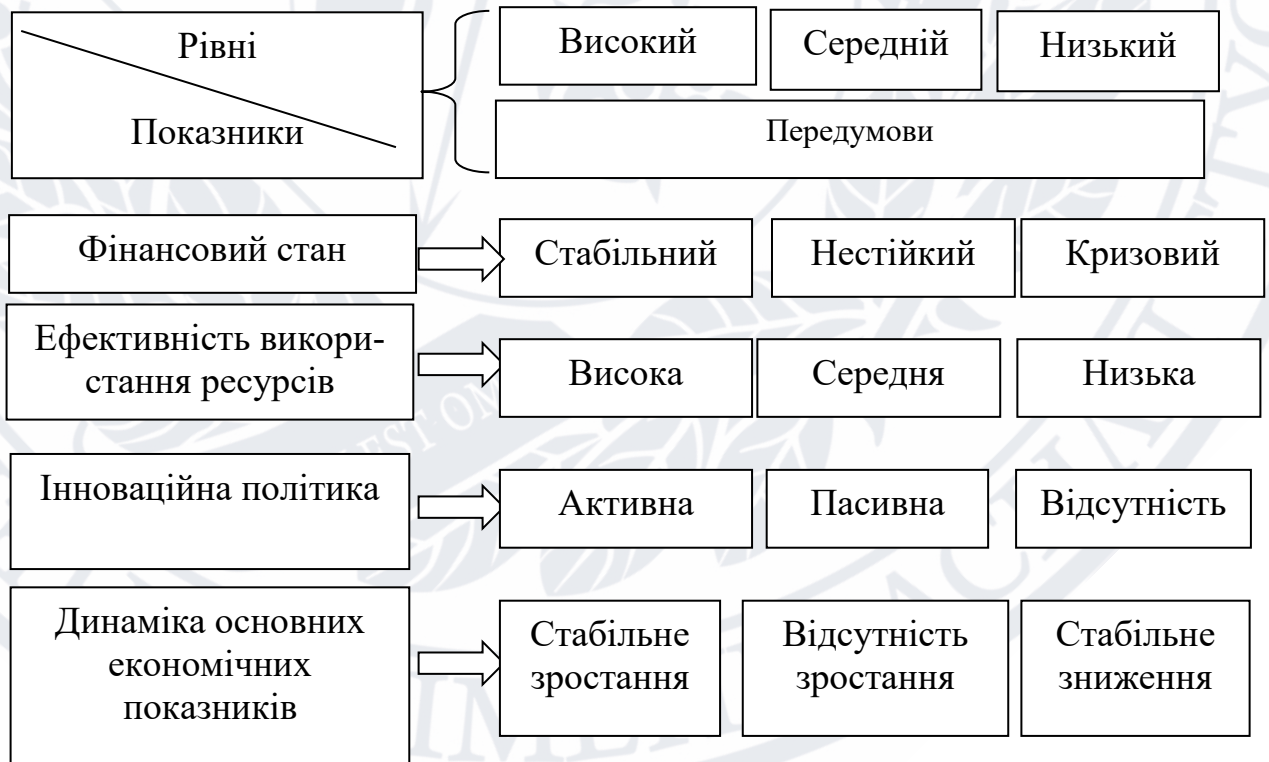 Рівні
Показники
Високий
Середній
Низький
Передумови
Фінансовий стан
Стабільний
Нестійкий
Кризовий
Ефективність викори-
стання ресурсів
Висока
Середня
Низька
Інноваційна політика
Активна
Пасивна
Відсутність
Динаміка основних
економічних
показників
Стабільне
зростання
Відсутність
зростання
Стабільне
зниження